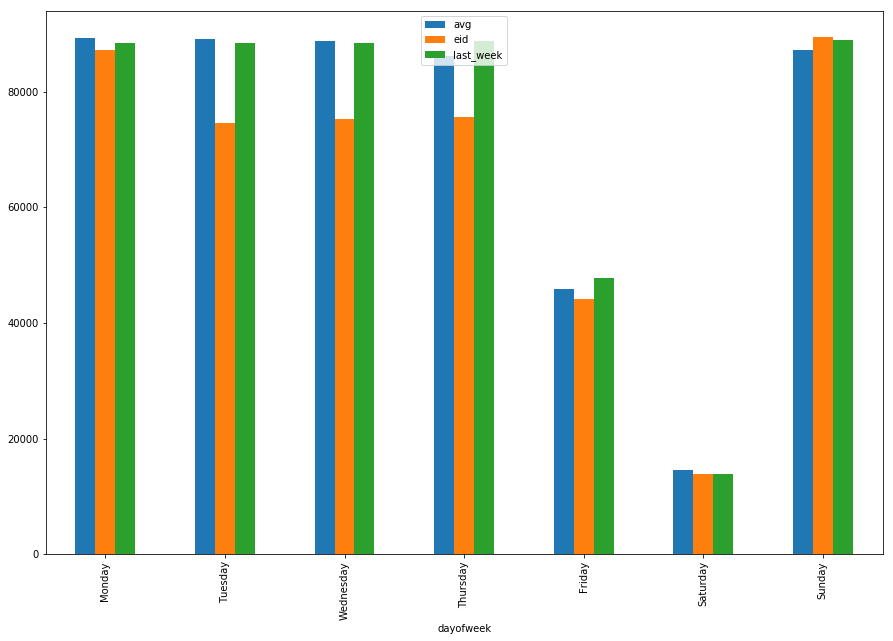 avg
eid
last_week
80000
60000
40000
20000
0
Monday
Tuesday
Wednesday
Thursday
Friday
Saturday
Sunday
dayofweek